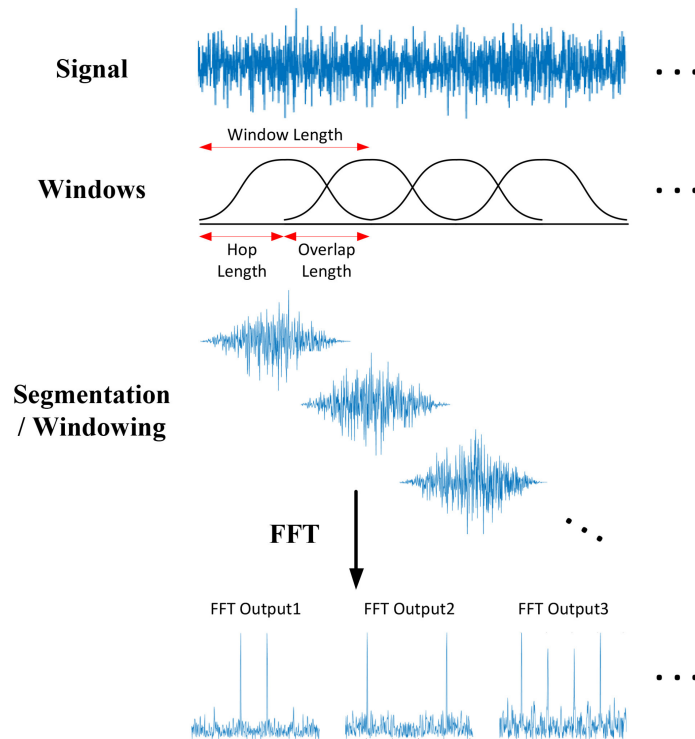 Signal
Window Length
Windows
Hop
Length
Overlap
Length
Segmentation
/ Windowing
FFT
FFT Output1
FFT Output2
FFT Output3